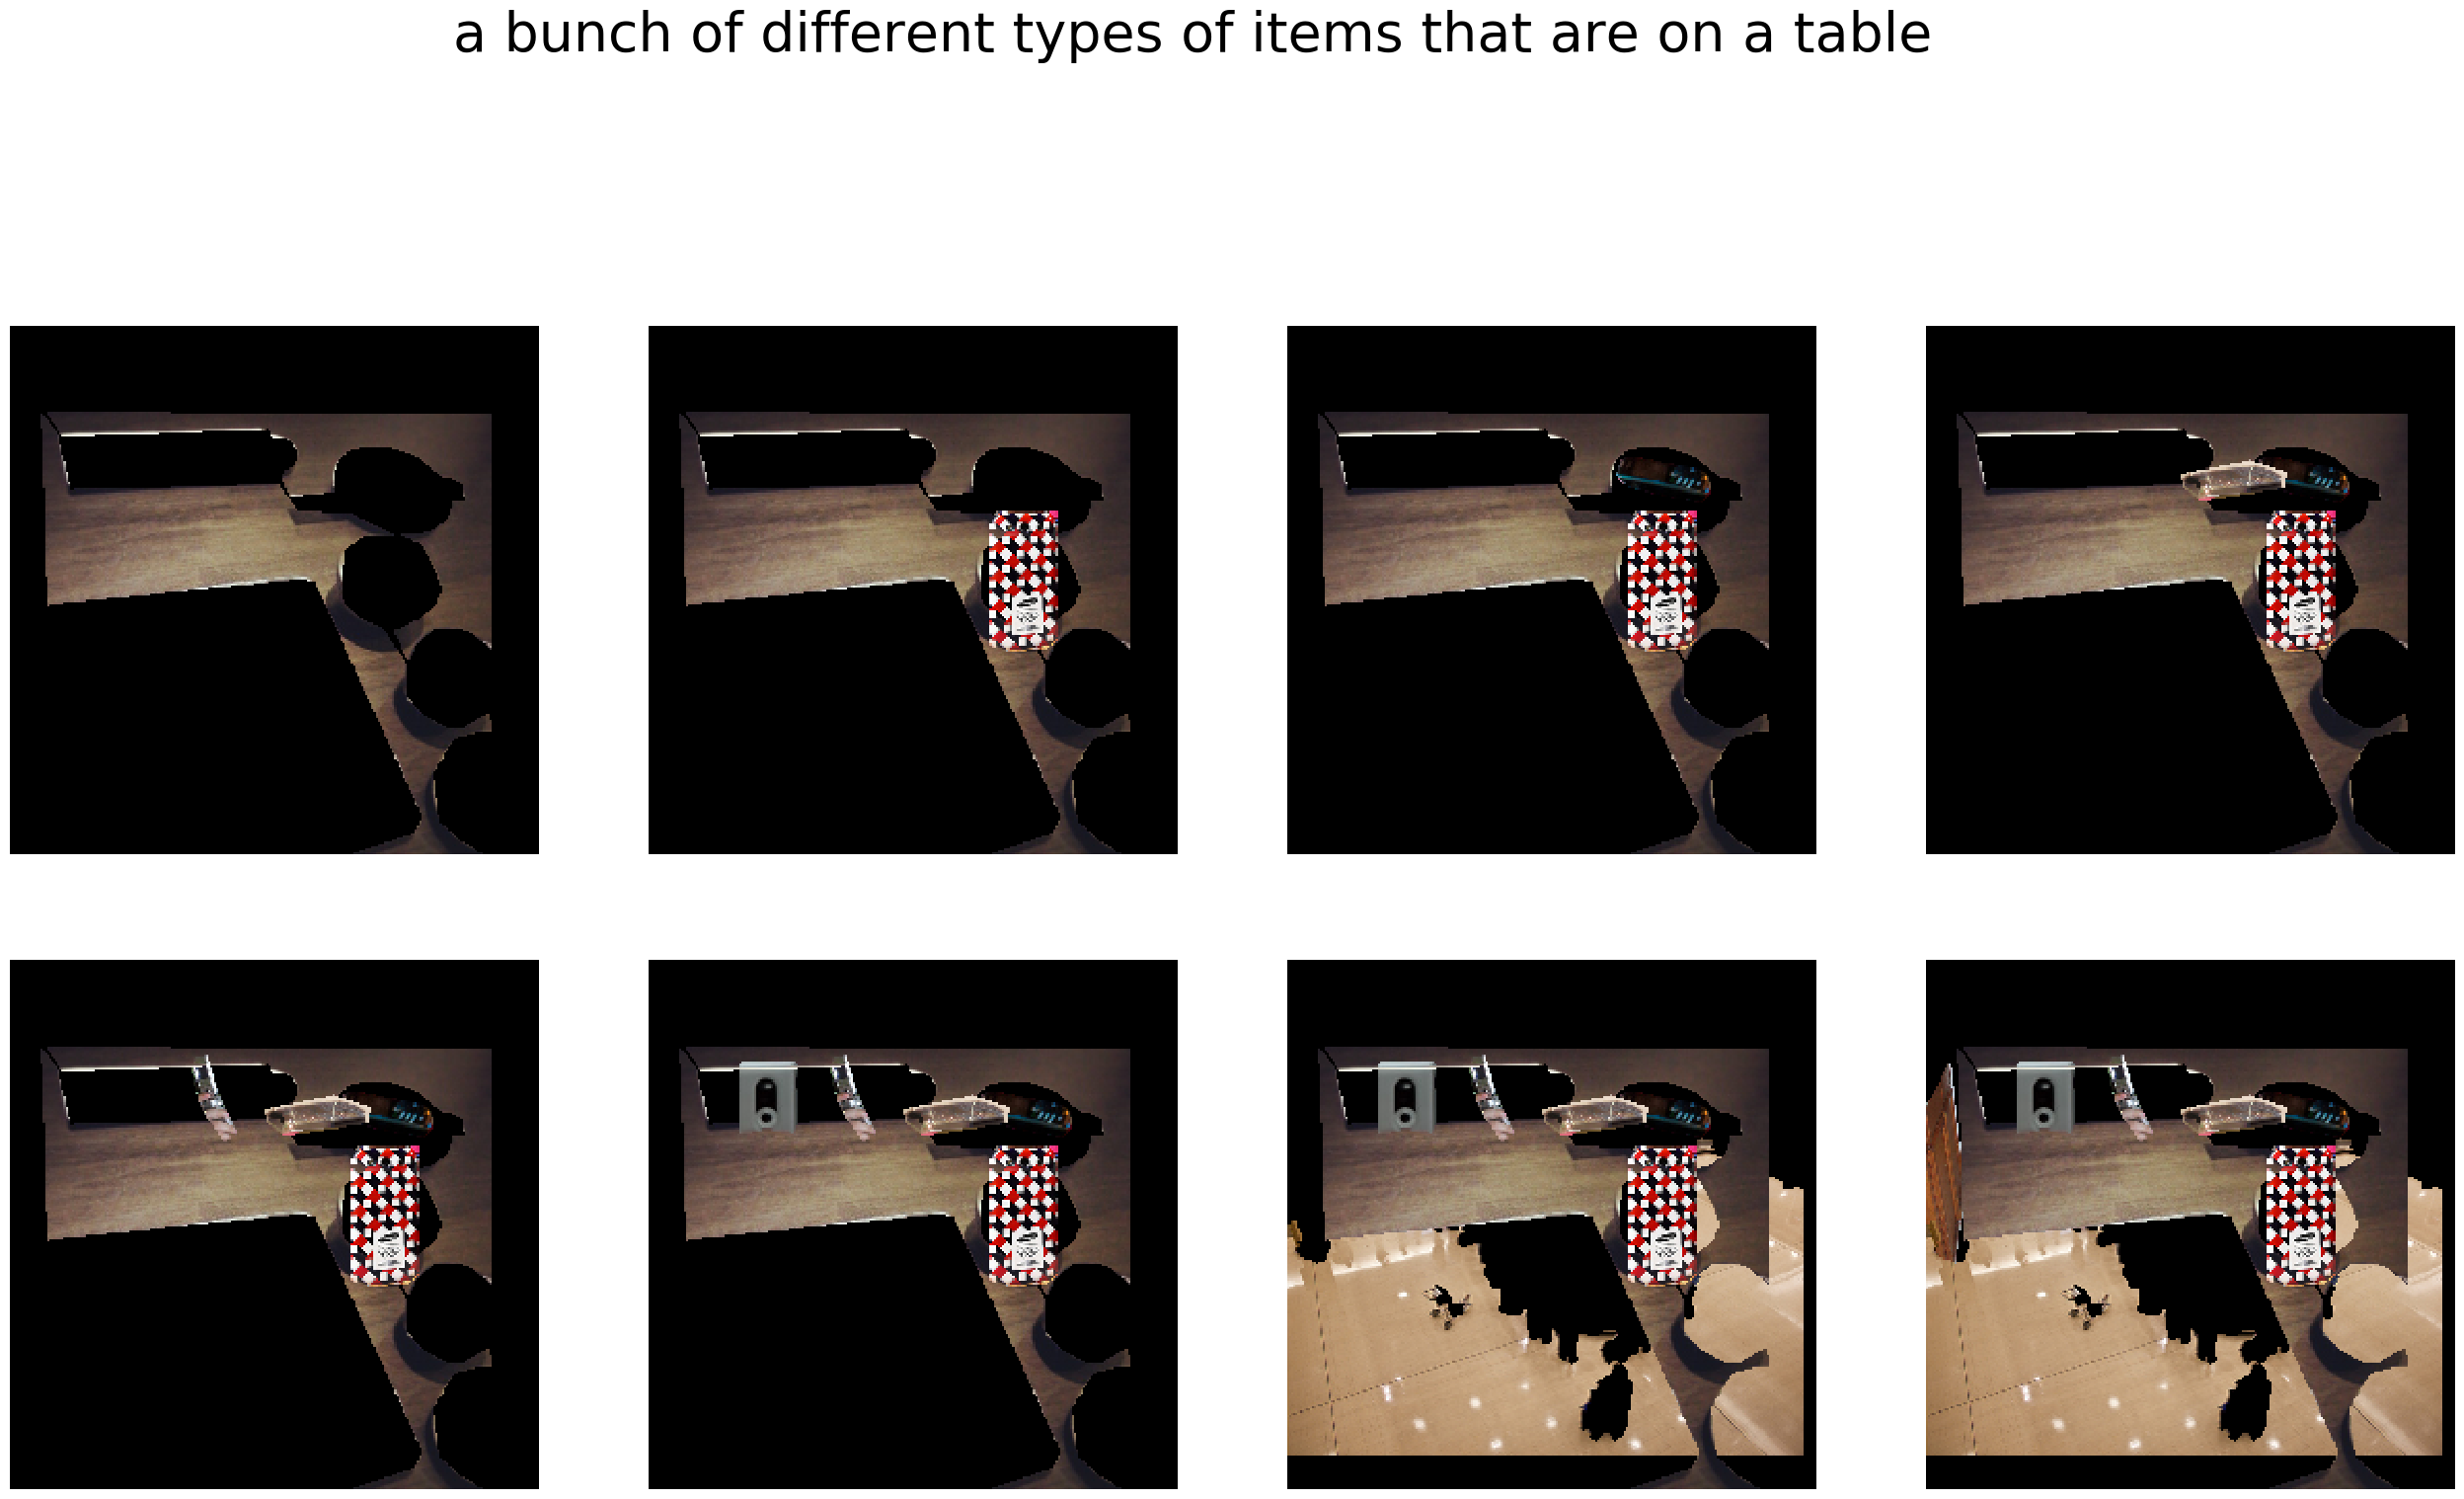 a bunch of different types of items that are on a table